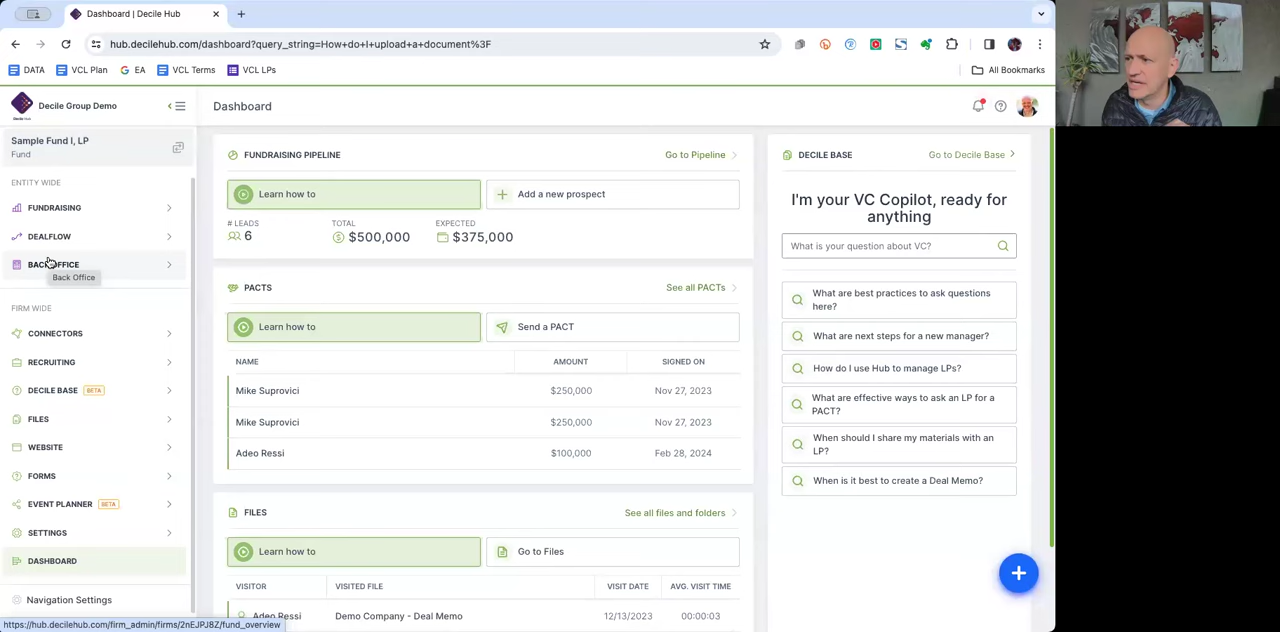 Dashboard | Decile Hub
hub.decilehub.com/dashboard?query_string=How+do+I+upload+a+document%3F
DATA
VCL Plan
EA
VCL Terms
VCL LPs
All Bookmarks
Decile Hub
Decile Group Demo
Dashboard
Sample Fund I, LP
Fund
ENTITY WIDE
FUNDRAISING
DEALFLOW
BACK OFFICE
Back Office
FIRM WIDE
CONNECTORS
RECRUITING
DECILE BASE BETA
FILES
WEBSITE
FORMS
EVENT PLANNER BETA
SETTINGS
DASHBOARD
Navigation Settings
https://hub.decilehub.com/firm_admin/firms/2nEJPJ8Z/fund_overview
FUNDRAISING PIPELINE
Go to Pipeline
Learn how to
Add a new prospect
# LEADS
TOTAL
EXPECTED
6
$500,000
$375,000
PACTS
See all PACTs
Learn how to
Send a PACT
NAME AMOUNT SIGNED ON
Mike Suprovici $250,000 Nov 27, 2023
Mike Suprovici $250,000 Nov 27, 2023
Adeo Ressi $100,000 Feb 28, 2024
FILES
See all files and folders
Learn how to
Go to Files
VISITOR VISITED FILE VISIT DATE AVG. VISIT TIME
Adeo Ressi Demo Company - Deal Memo 12/13/2023 00:00:03
DECILE BASE
Go to Decile Base
I'm your VC Copilot, ready for
anything
What is your question about VC?
What are best practices to ask questions
here?
What are next steps for a new manager?
How do I use Hub to manage LPs?
What are effective ways to ask an LP for a
PACT?
When should I share my materials with an
LP?
When is it best to create a Deal Memo?